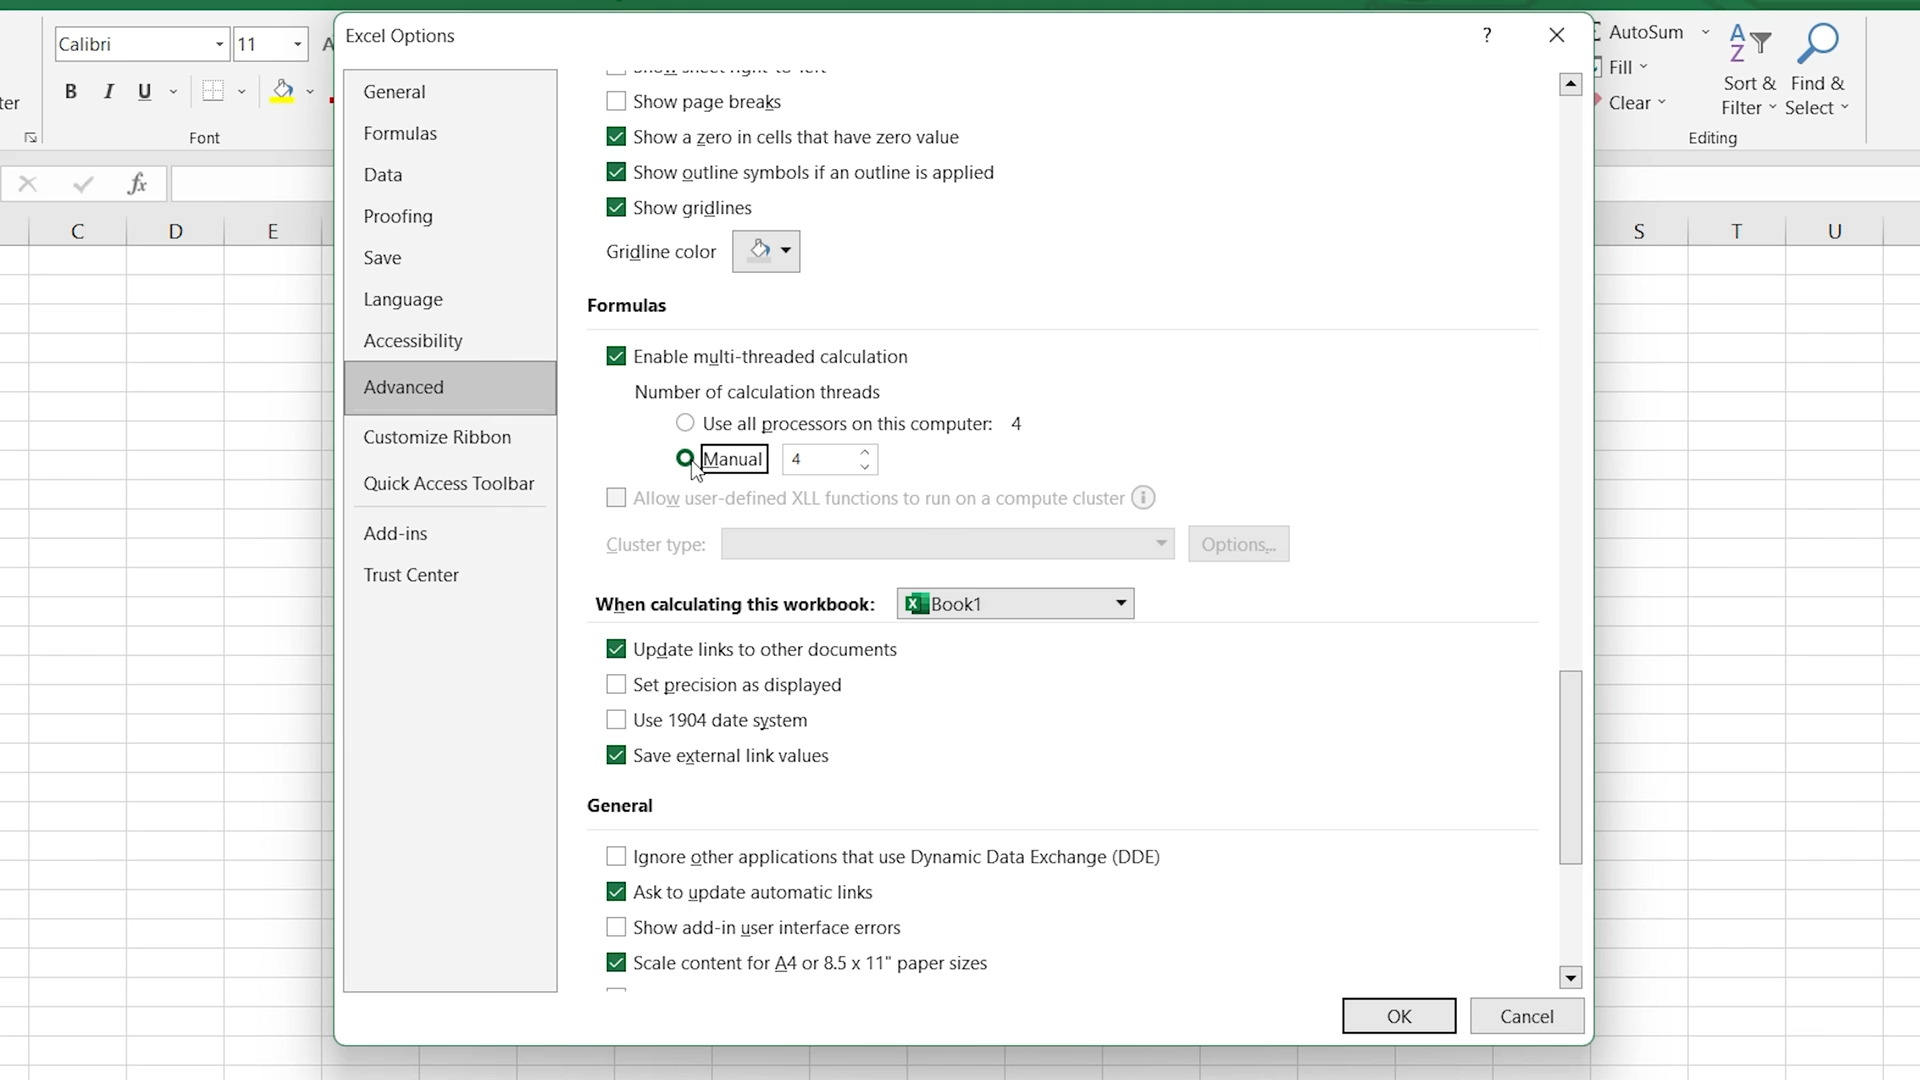 Calibri
11
A
ter
B I U
Font
C D E
Excel Options
?
General
Formulas
Data
Proofing
Save
Language
Accessibility
Advanced
Customize Ribbon
Quick Access Toolbar
Add-ins
Trust Center
Show sheet right-to-left
Show page breaks
Show a zero in cells that have zero value
Show outline symbols if an outline is applied
Show gridlines
Gridline color
Formulas
Enable multi-threaded calculation
Number of calculation threads
Use all processors on this computer: 4
Manual 4
Allow user-defined XLL functions to run on a compute cluster
Cluster type: Options...
When calculating this workbook: Book1
Update links to other documents
Set precision as displayed
Use 1904 date system
Save external link values
General
Ignore other applications that use Dynamic Data Exchange (DDE)
Ask to update automatic links
Show add-in user interface errors
Scale content for A4 or 8.5 x 11" paper sizes
OK Cancel
AutoSum
Fill
Clear
Sort & Filter
Find & Select
Editing
S T U